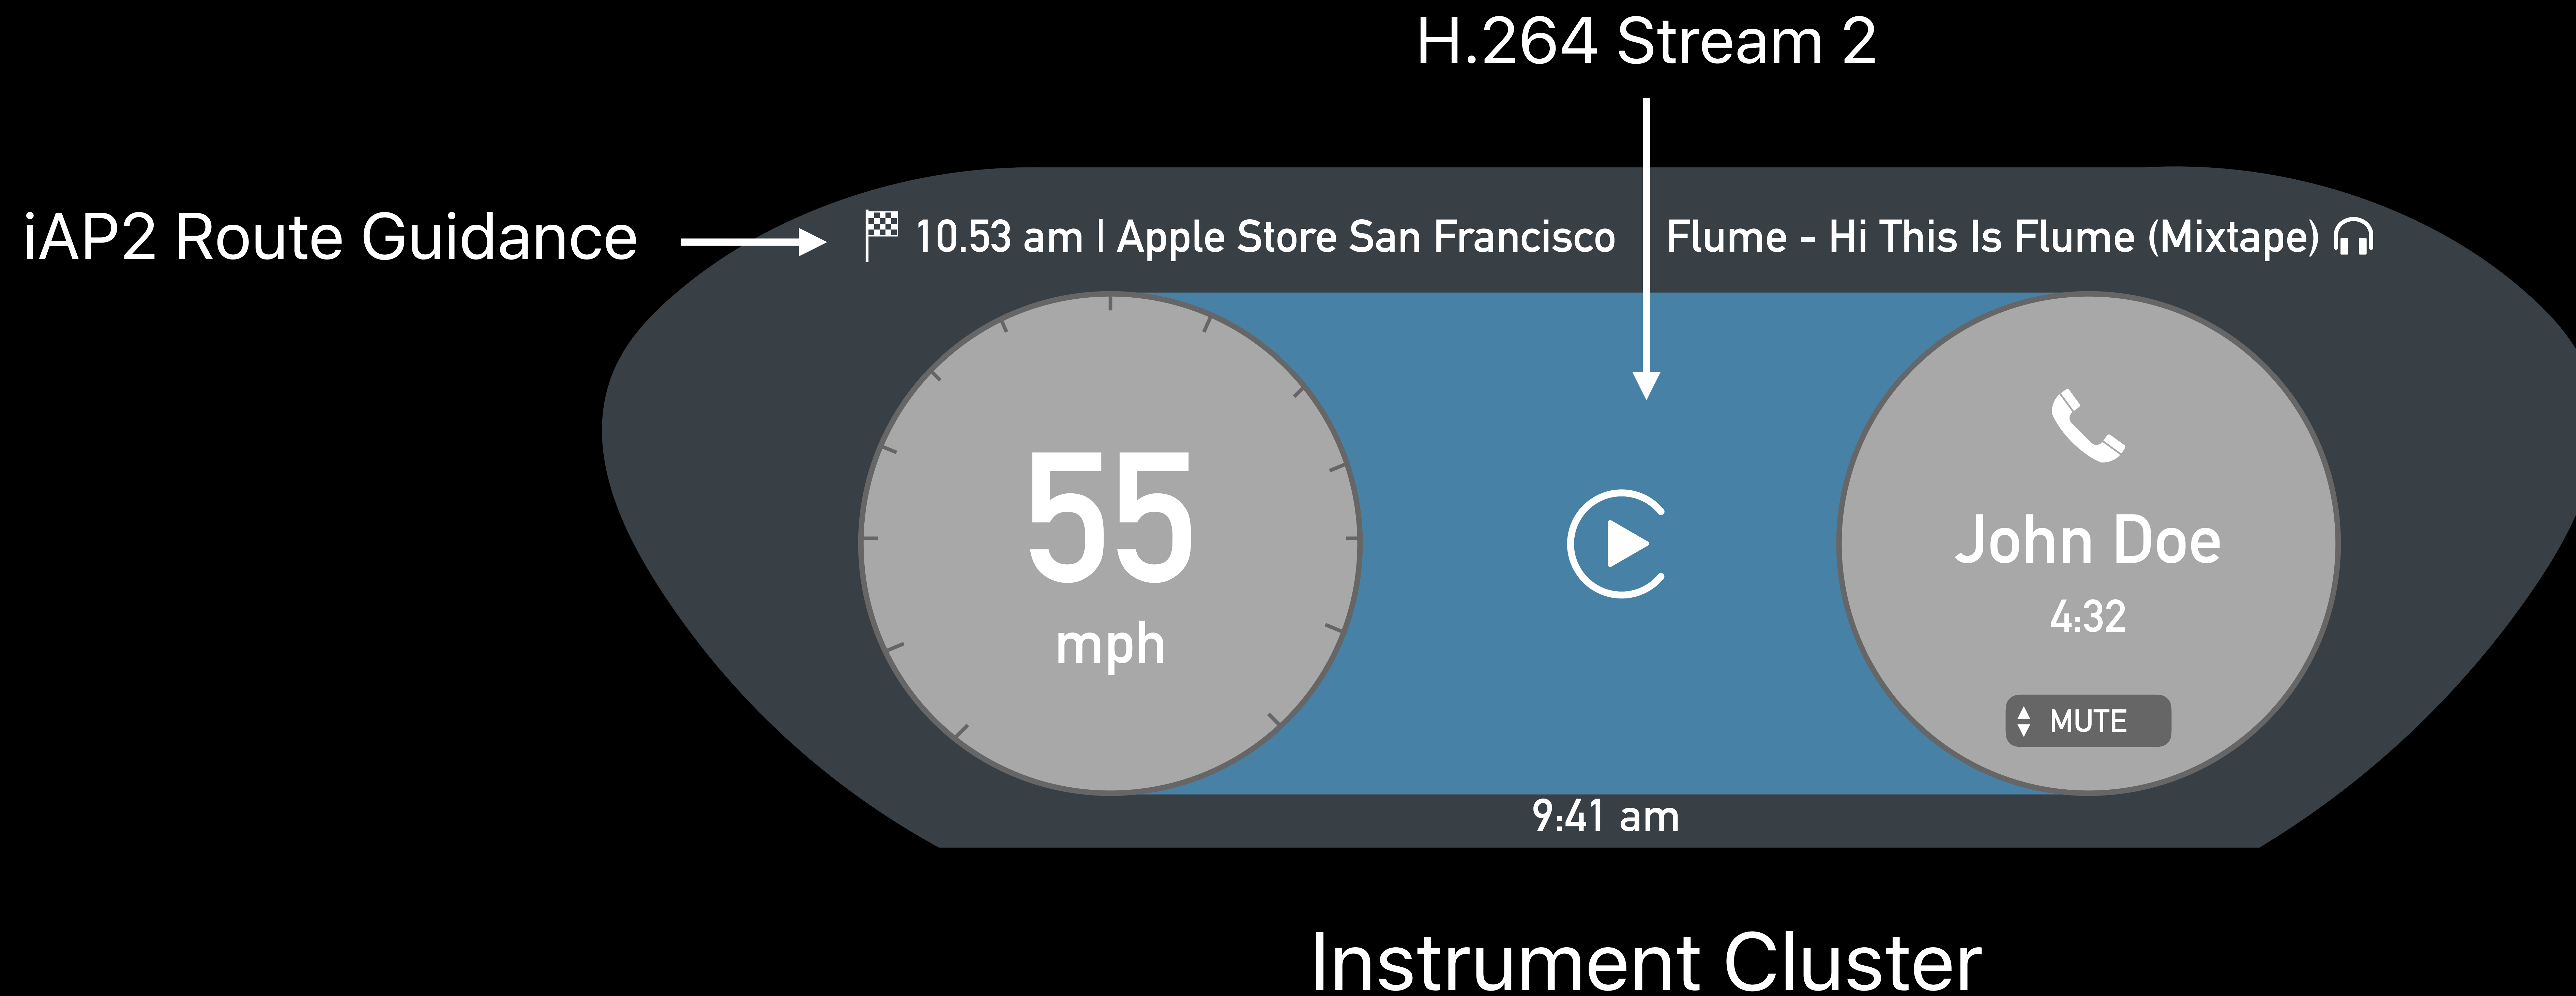 H.264 Stream 2
iAP2 Route Guidance
10.53 am | Apple Store San Francisco
Flume - Hi This Is Flume (Mixtape)
55
mph
John Doe
4:32
MUTE
9:41 am
Instrument Cluster